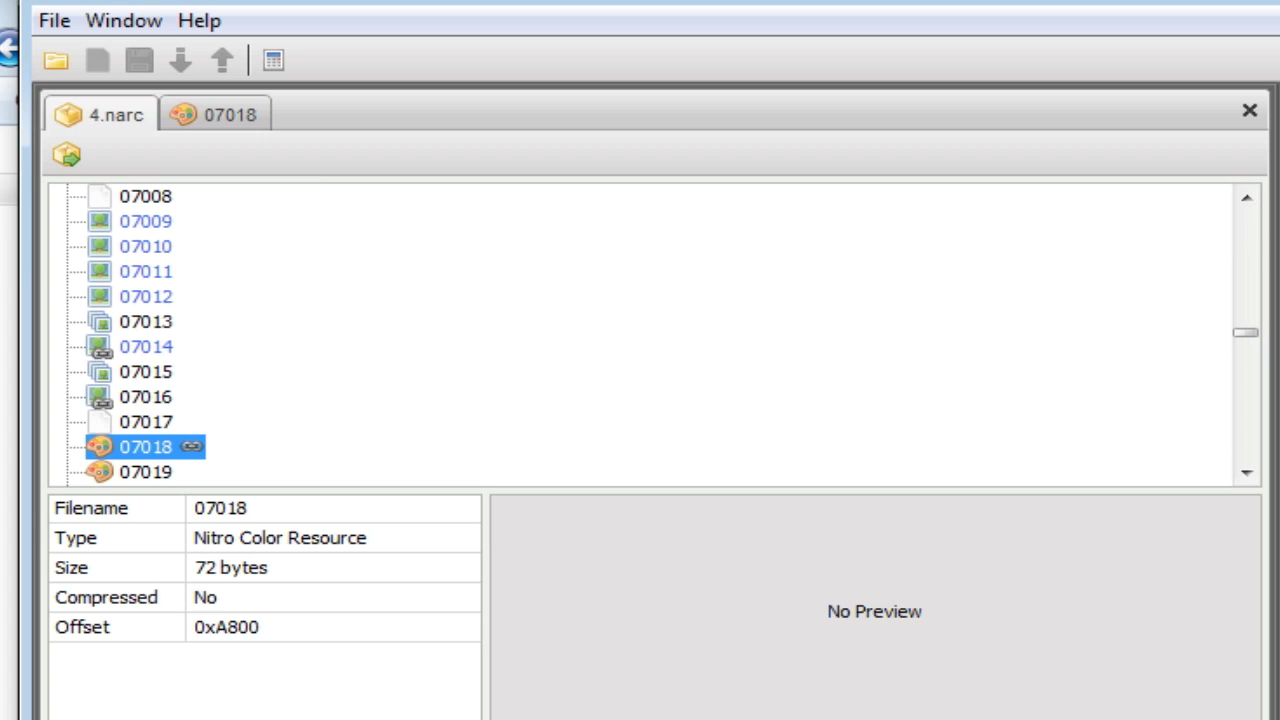 File Window Help
4.narc 07018
07008
07009
07010
07011
07012
07013
07014
07015
07016
07017
07018
07019
Filename 07018
Type Nitro Color Resource
Size 72 bytes
Compressed No
Offset 0xA800
No Preview